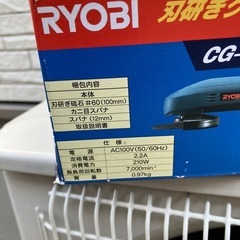 RYOBI
刃研ぎグ
CG-
梱包内容
本体
刃研ぎ砥石 #60 (100mm)
カニ目スパナ
スパナ (12mm)
取扱説明書
RYOBI
仕様
電源 AC100V (50/60Hz)
定格電流 2.2A
消費電力 210W
無負荷回転数 7,000min⁻¹
質量 0.97kg